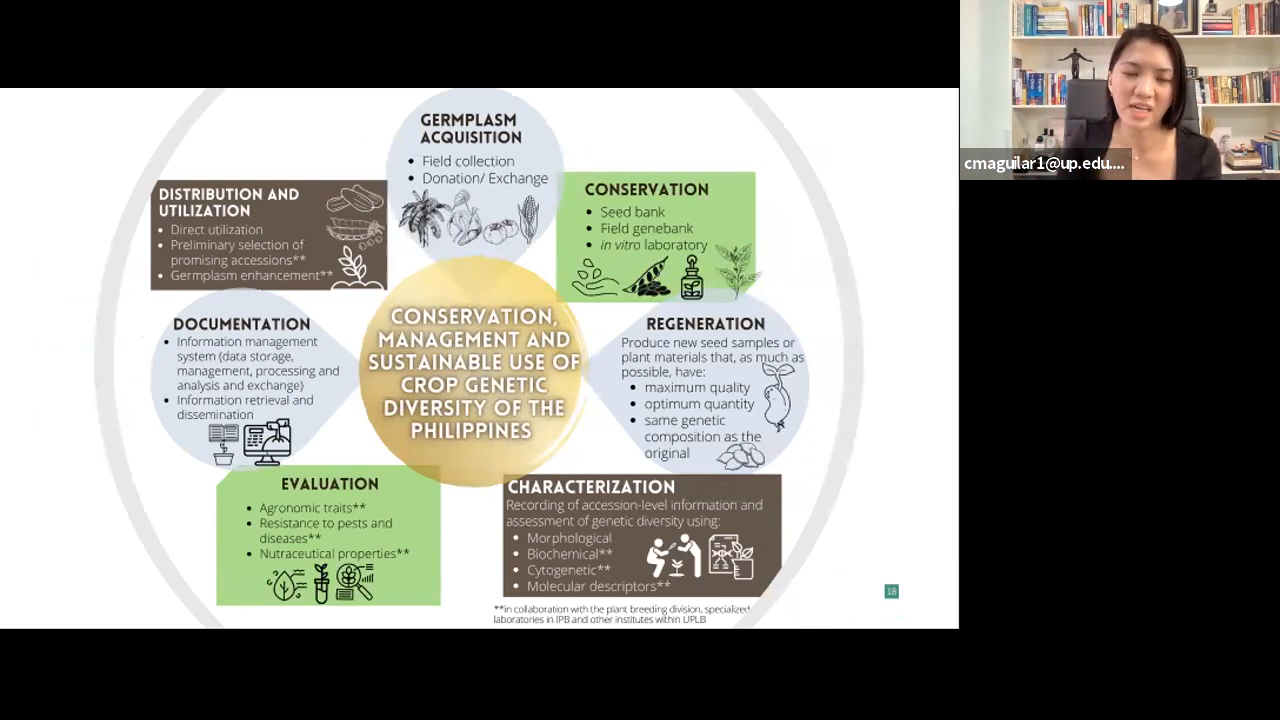 GERMPLASM
ACQUISITION
• Field collection
• Donation/ Exchange
CONSERVATION
• Seed bank
• Field genebank
• in vitro laboratory
REGENERATION
Produce new seed samples or
plant materials that, as much as
possible, have:
• maximum quality
• optimum quantity
• same genetic
composition as the
original
CHARACTERIZATION
Recording of accession-level information and
assessment of genetic diversity using:
• Morphological
• Biochemical**
• Cytogenetic**
• Molecular descriptors**
EVALUATION
• Agronomic traits**
• Resistance to pests and
diseases**
• Nutraceutical properties**
DOCUMENTATION
• Information management
system (data storage,
management, processing and
analysis and exchange)
• Information retrieval and
dissemination
DISTRIBUTION AND
UTILIZATION
• Direct utilization
• Preliminary selection of
promising accessions**
• Germplasm enhancement**
CONSERVATION,
MANAGEMENT AND
SUSTAINABLE USE OF
CROP GENETIC
DIVERSITY OF THE
PHILIPPINES
**in collaboration with the plant breeding division, specialized
laboratories in IPB and other institutes within UPLB
18
cmaguilar1@up.edu....